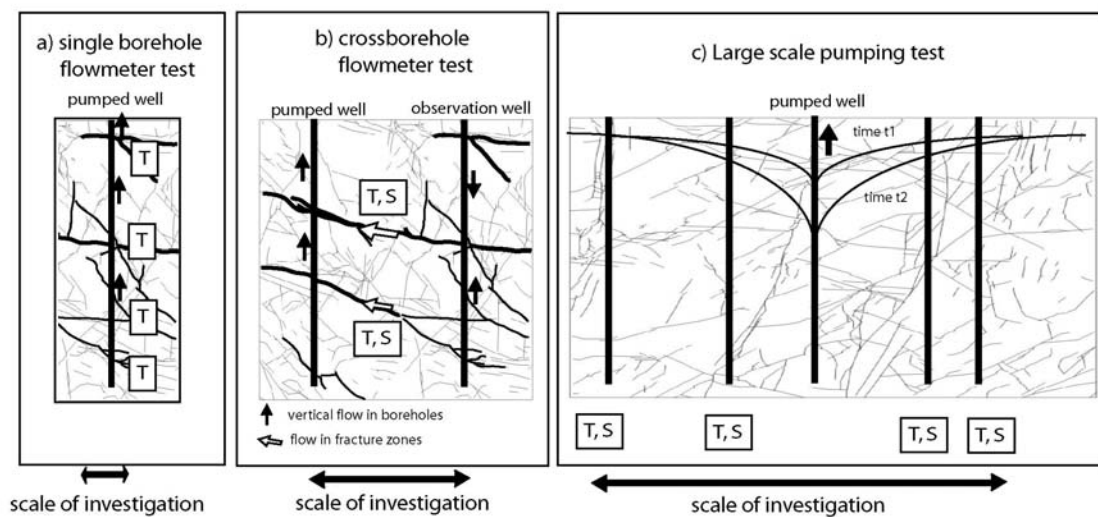 a) single borehole
flowmeter test
pumped well
T
T
T
T
scale of investigation
b) crossborehole
flowmeter test
pumped well
observation well
T, S
T, S
vertical flow in boreholes
flow in fracture zones
scale of investigation
c) Large scale pumping test
pumped well
time t1
time t2
T, S
T, S
T, S
T, S
scale of investigation